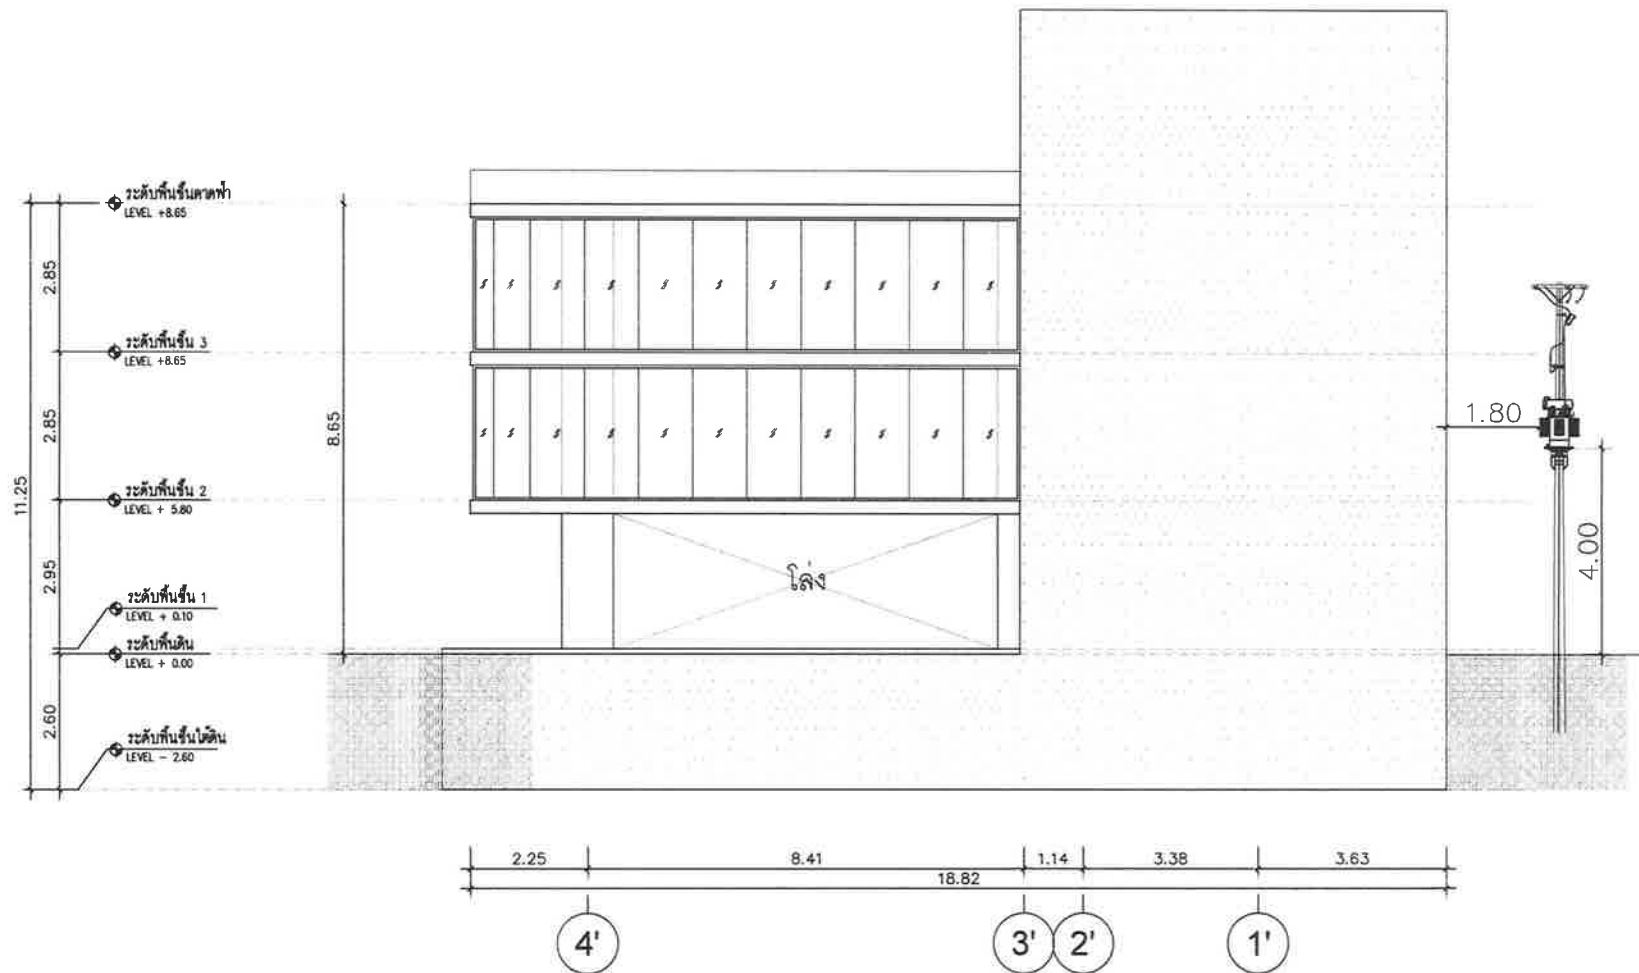 ระดับพื้นชั้นดาดฟ้า
LEVEL +8.65
2.85
ระดับพื้นชั้น 3
LEVEL +8.65
8.65
2.85
1.80
ระดับพื้นชั้น 2
LEVEL + 5.80
11.25
2.95
โล่ง
4.00
ระดับพื้นชั้น 1
LEVEL + 0.10
ระดับพื้นดิน
LEVEL + 0.00
2.60
ระดับพื้นชั้นใต้ดิน
LEVEL - 2.60
2.25
8.41
1.14
3.38
3.63
18.82
4'
3'
2'
1'